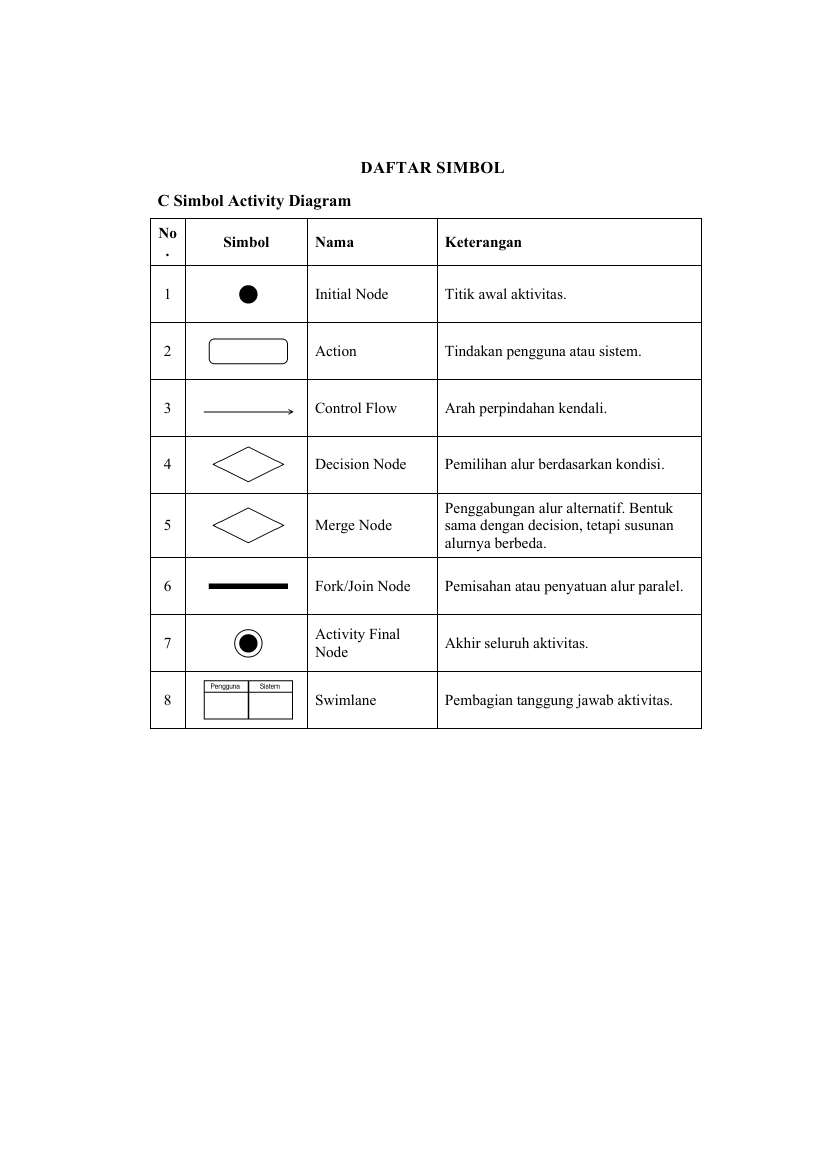 DAFTAR SIMBOL
C Simbol Activity Diagram
No
.
Simbol
Nama
Keterangan
1
Initial Node
Titik awal aktivitas.
2
Action
Tindakan pengguna atau sistem.
3
Control Flow
Arah perpindahan kendali.
4
Decision Node
Pemilihan alur berdasarkan kondisi.
5
Merge Node
Penggabungan alur alternatif. Bentuk
sama dengan decision, tetapi susunan
alurnya berbeda.
6
Fork/Join Node
Pemisahan atau penyatuan alur paralel.
7
Activity Final
Node
Akhir seluruh aktivitas.
8
Pengguna
Sistem
Swimlane
Pembagian tanggung jawab aktivitas.